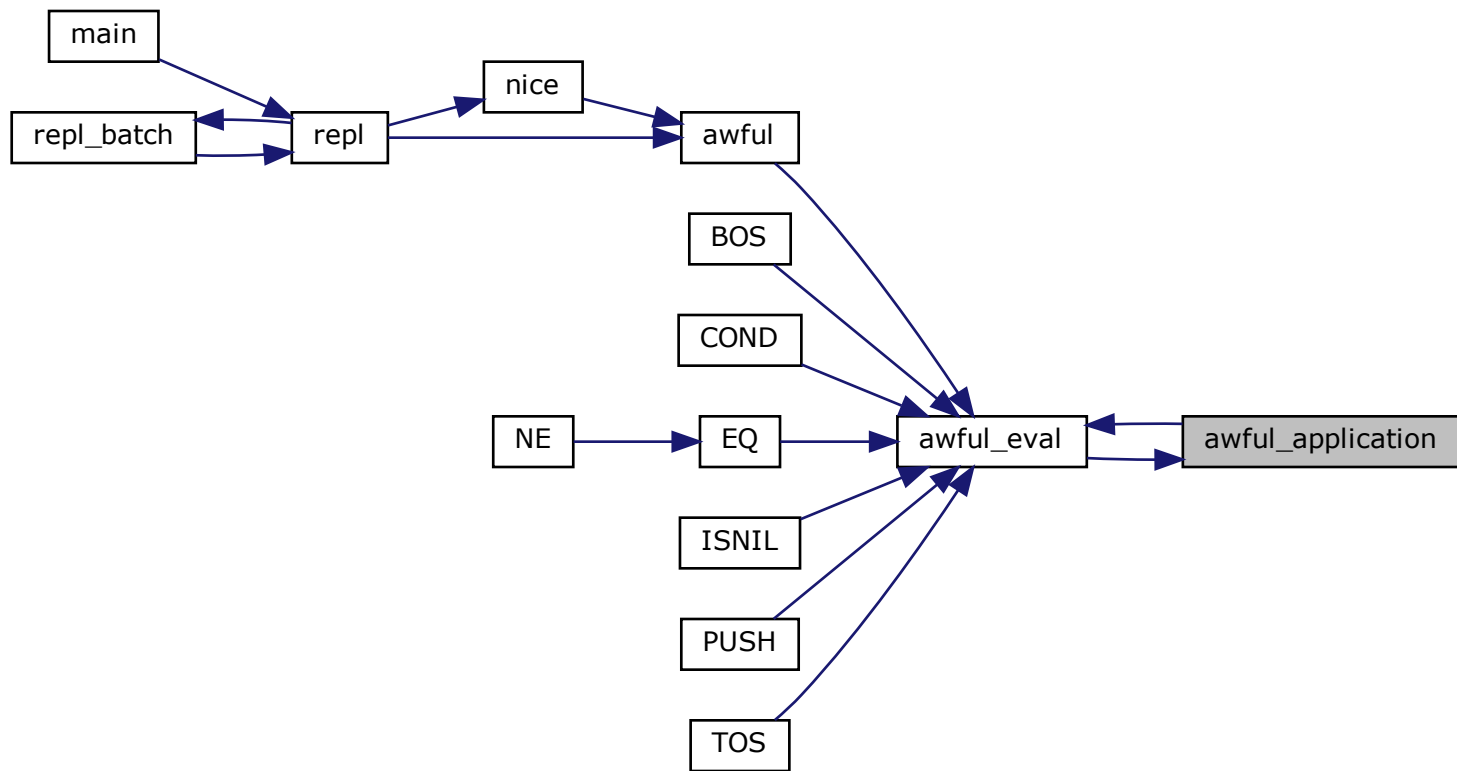 main
nice
repl_batch
repl
awful
BOS
COND
NE
EQ
awful_eval
awful_application
ISNIL
PUSH
TOS